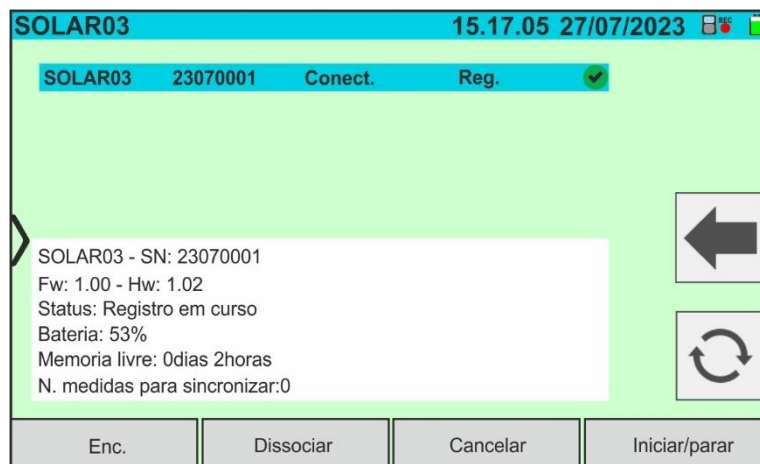 SOLAR03 15.17.05 27/07/2023 REC
SOLAR03 23070001 Conect. Reg.
SOLAR03 - SN: 23070001
Fw: 1.00 - Hw: 1.02
Status: Registro em curso
Bateria: 53%
Memoria livre: 0dias 2horas
N. medidas para sincronizar:0
Enc. Dissociar Cancelar Iniciar/parar